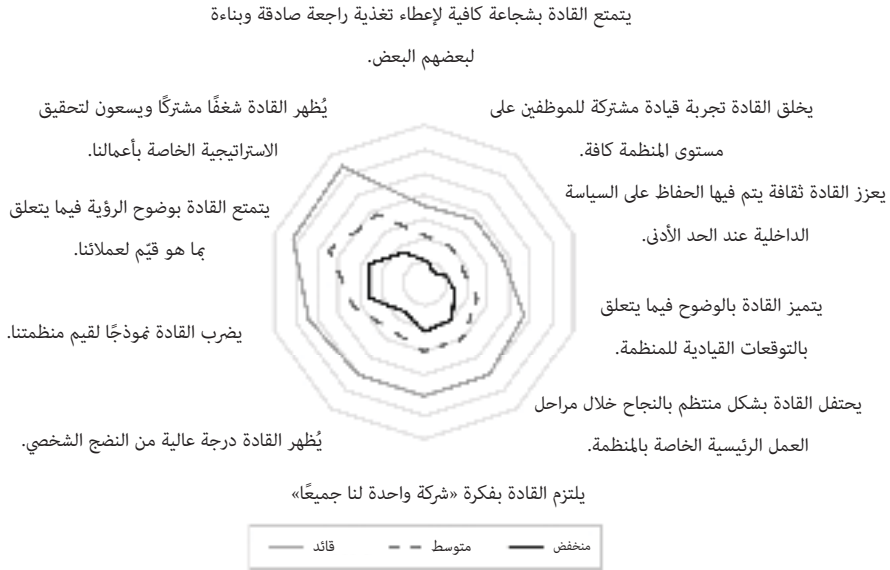 يتمتع القادة بشجاعة كافية لإعطاء تغذية راجعة صادقة وبناءة
لبعضهم البعض.
يخلق القادة تجربة قيادة مشتركة للموظفين على
مستوى المنظمة كافة.
يُظهر القادة شغفًا مشتركًا ويسعون لتحقيق
الاستراتيجية الخاصة بأعمالنا.
يعزز القادة ثقافة يتم فيها الحفاظ على السياسة
الداخلية عند الحد الأدنى.
يتمتع القادة بوضوح الرؤية فيما يتعلق
بما هو قيّم لعملائنا.
يتميز القادة بالوضوح فيما يتعلق
بالتوقعات القيادية للمنظمة.
يضرب القادة نموذجًا لقيم منظمتنا.
يحتفل القادة بشكل منتظم بالنجاح خلال مراحل
العمل الرئيسية الخاصة بالمنظمة.
يُظهر القادة درجة عالية من النضج الشخصي.
يلتزم القادة بفكرة «شركة واحدة لنا جميعًا»
منخفض متوسط قائد